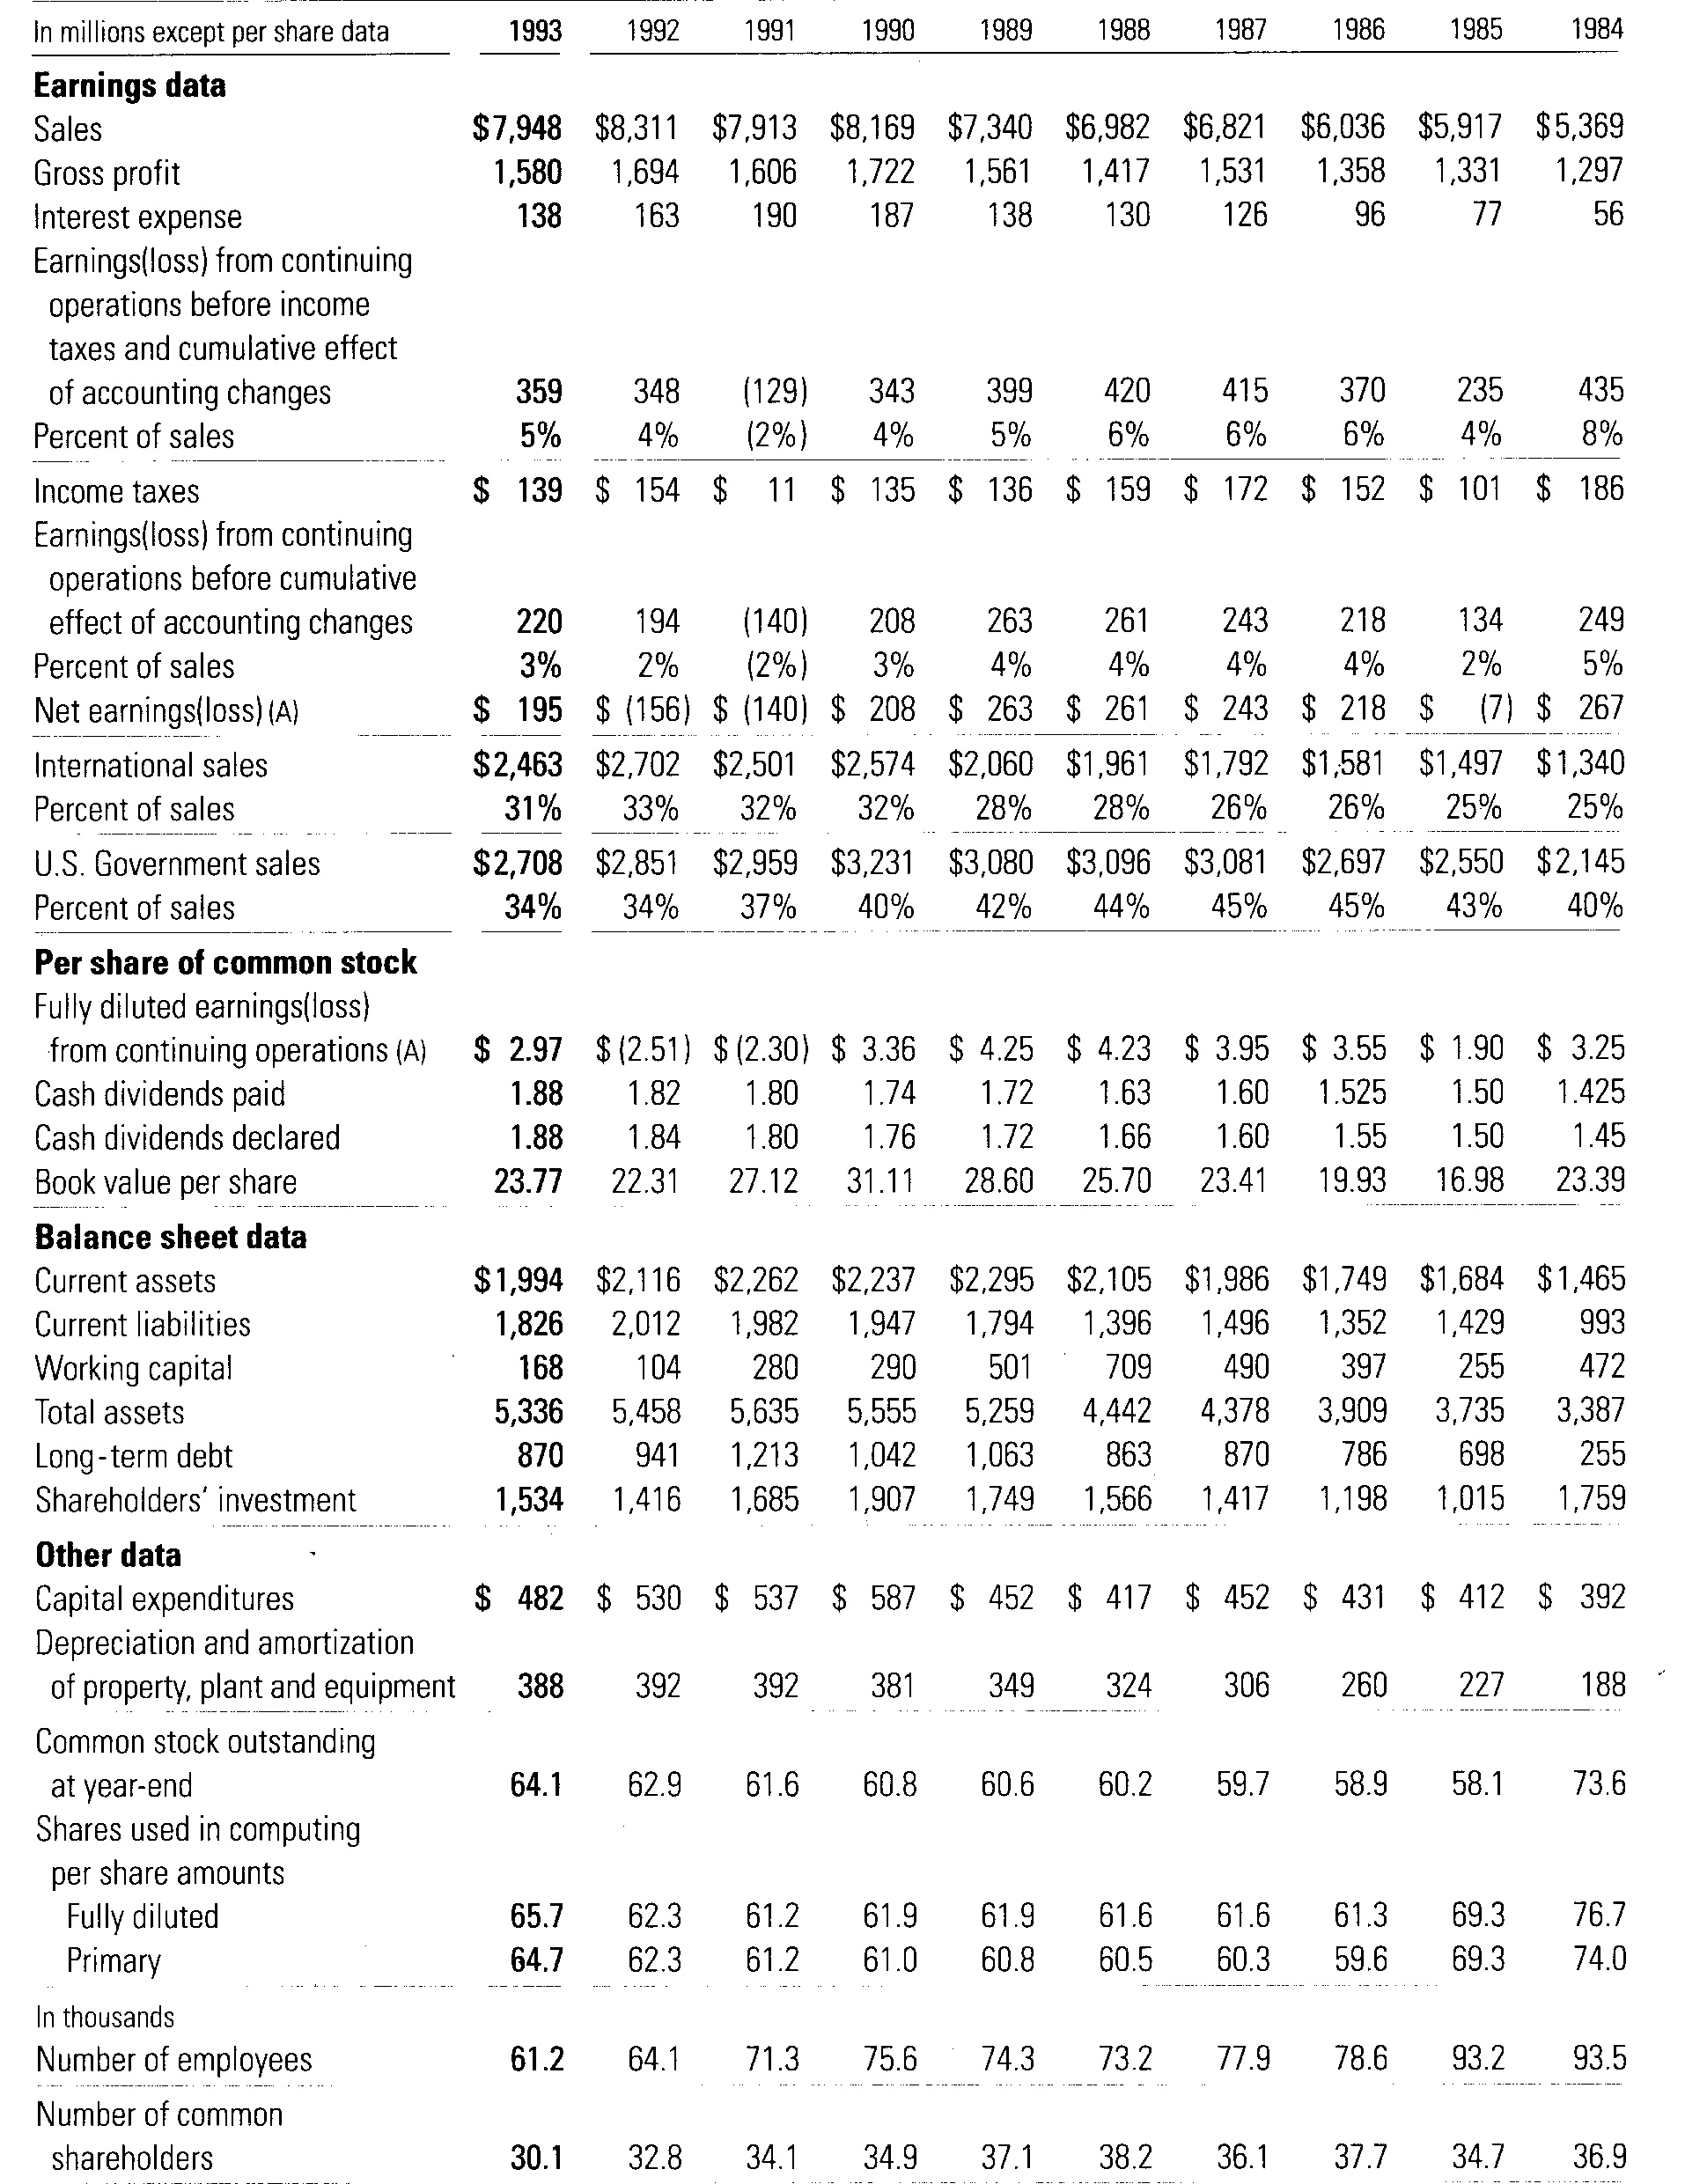 In millions except per share data 1993 1992 1991 1990 1989 1988 1987 1986 1985 1984
Earnings data
Sales $7,948 $8,311 $7,913 $8,169 $7,340 $6,982 $6,821 $6,036 $5,917 $5,369
Gross profit 1,580 1,694 1,606 1,722 1,561 1,417 1,531 1,358 1,331 1,297
Interest expense 138 163 190 187 138 130 126 96 77 56
Earnings(loss) from continuing
operations before income
taxes and cumulative effect
of accounting changes 359 348 (129) 343 399 420 415 370 235 435
Percent of sales 5% 4% (2%) 4% 5% 6% 6% 6% 4% 8%
Income taxes $ 139 $ 154 $ 11 $ 135 $ 136 $ 159 $ 172 $ 152 $ 101 $ 186
Earnings(loss) from continuing
operations before cumulative
effect of accounting changes 220 194 (140) 208 263 261 243 218 134 249
Percent of sales 3% 2% (2%) 3% 4% 4% 4% 4% 2% 5%
Net earnings(loss) (A) $ 195 $ (156) $ (140) $ 208 $ 263 $ 261 $ 243 $ 218 $ (7) $ 267
International sales $2,463 $2,702 $2,501 $2,574 $2,060 $1,961 $1,792 $1,581 $1,497 $1,340
Percent of sales 31% 33% 32% 32% 28% 28% 26% 26% 25% 25%
U.S. Government sales $2,708 $2,851 $2,959 $3,231 $3,080 $3,096 $3,081 $2,697 $2,550 $2,145
Percent of sales 34% 34% 37% 40% 42% 44% 45% 45% 43% 40%
Per share of common stock
Fully diluted earnings(loss)
from continuing operations (A) $ 2.97 $ (2.51) $ (2.30) $ 3.36 $ 4.25 $ 4.23 $ 3.95 $ 3.55 $ 1.90 $ 3.25
Cash dividends paid 1.88 1.82 1.80 1.74 1.72 1.63 1.60 1.525 1.50 1.425
Cash dividends declared 1.88 1.84 1.80 1.76 1.72 1.66 1.60 1.55 1.50 1.45
Book value per share 23.77 22.31 27.12 31.11 28.60 25.70 23.41 19.93 16.98 23.39
Balance sheet data
Current assets $1,994 $2,116 $2,262 $2,237 $2,295 $2,105 $1,986 $1,749 $1,684 $1,465
Current liabilities 1,826 2,012 1,982 1,947 1,794 1,396 1,496 1,352 1,429 993
Working capital 168 104 280 290 501 709 490 397 255 472
Total assets 5,336 5,458 5,635 5,555 5,259 4,442 4,378 3,909 3,735 3,387
Long-term debt 870 941 1,213 1,042 1,063 863 870 786 698 255
Shareholders' investment 1,534 1,416 1,685 1,907 1,749 1,566 1,417 1,198 1,015 1,759
Other data
Capital expenditures $ 482 $ 530 $ 537 $ 587 $ 452 $ 417 $ 452 $ 431 $ 412 $ 392
Depreciation and amortization
of property, plant and equipment 388 392 392 381 349 324 306 260 227 188
Common stock outstanding
at year-end 64.1 62.9 61.6 60.8 60.6 60.2 59.7 58.9 58.1 73.6
Shares used in computing
per share amounts
Fully diluted 65.7 62.3 61.2 61.9 61.9 61.6 61.6 61.3 69.3 76.7
Primary 64.7 62.3 61.2 61.0 60.8 60.5 60.3 59.6 69.3 74.0
In thousands
Number of employees 61.2 64.1 71.3 75.6 74.3 73.2 77.9 78.6 93.2 93.5
Number of common
shareholders 30.1 32.8 34.1 34.9 37.1 38.2 36.1 37.7 34.7 36.9